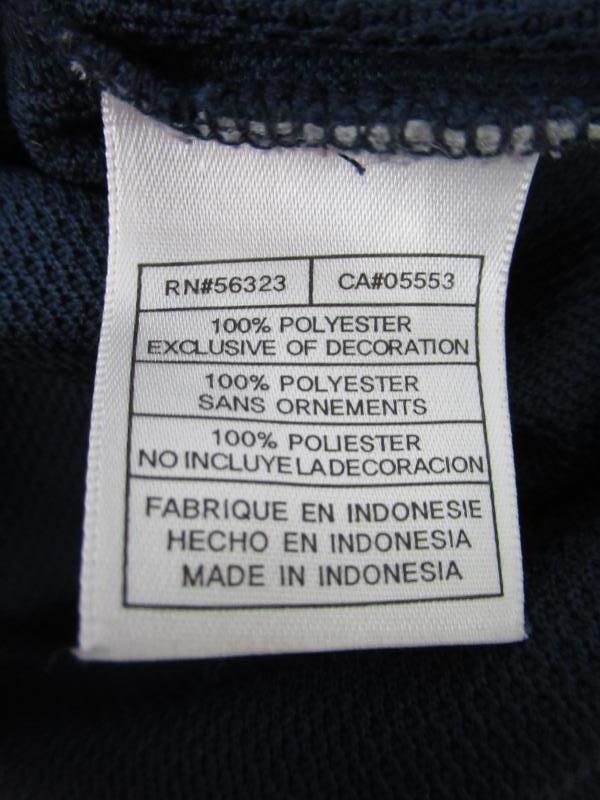 RN#56323 CA#05553
100% POLYESTER
EXCLUSIVE OF DECORATION
100% POLYESTER
SANS ORNEMENTS
100% POLIESTER
NO INCLUYE LA DECORACION
FABRIQUE EN INDONESIE
HECHO EN INDONESIA
MADE IN INDONESIA